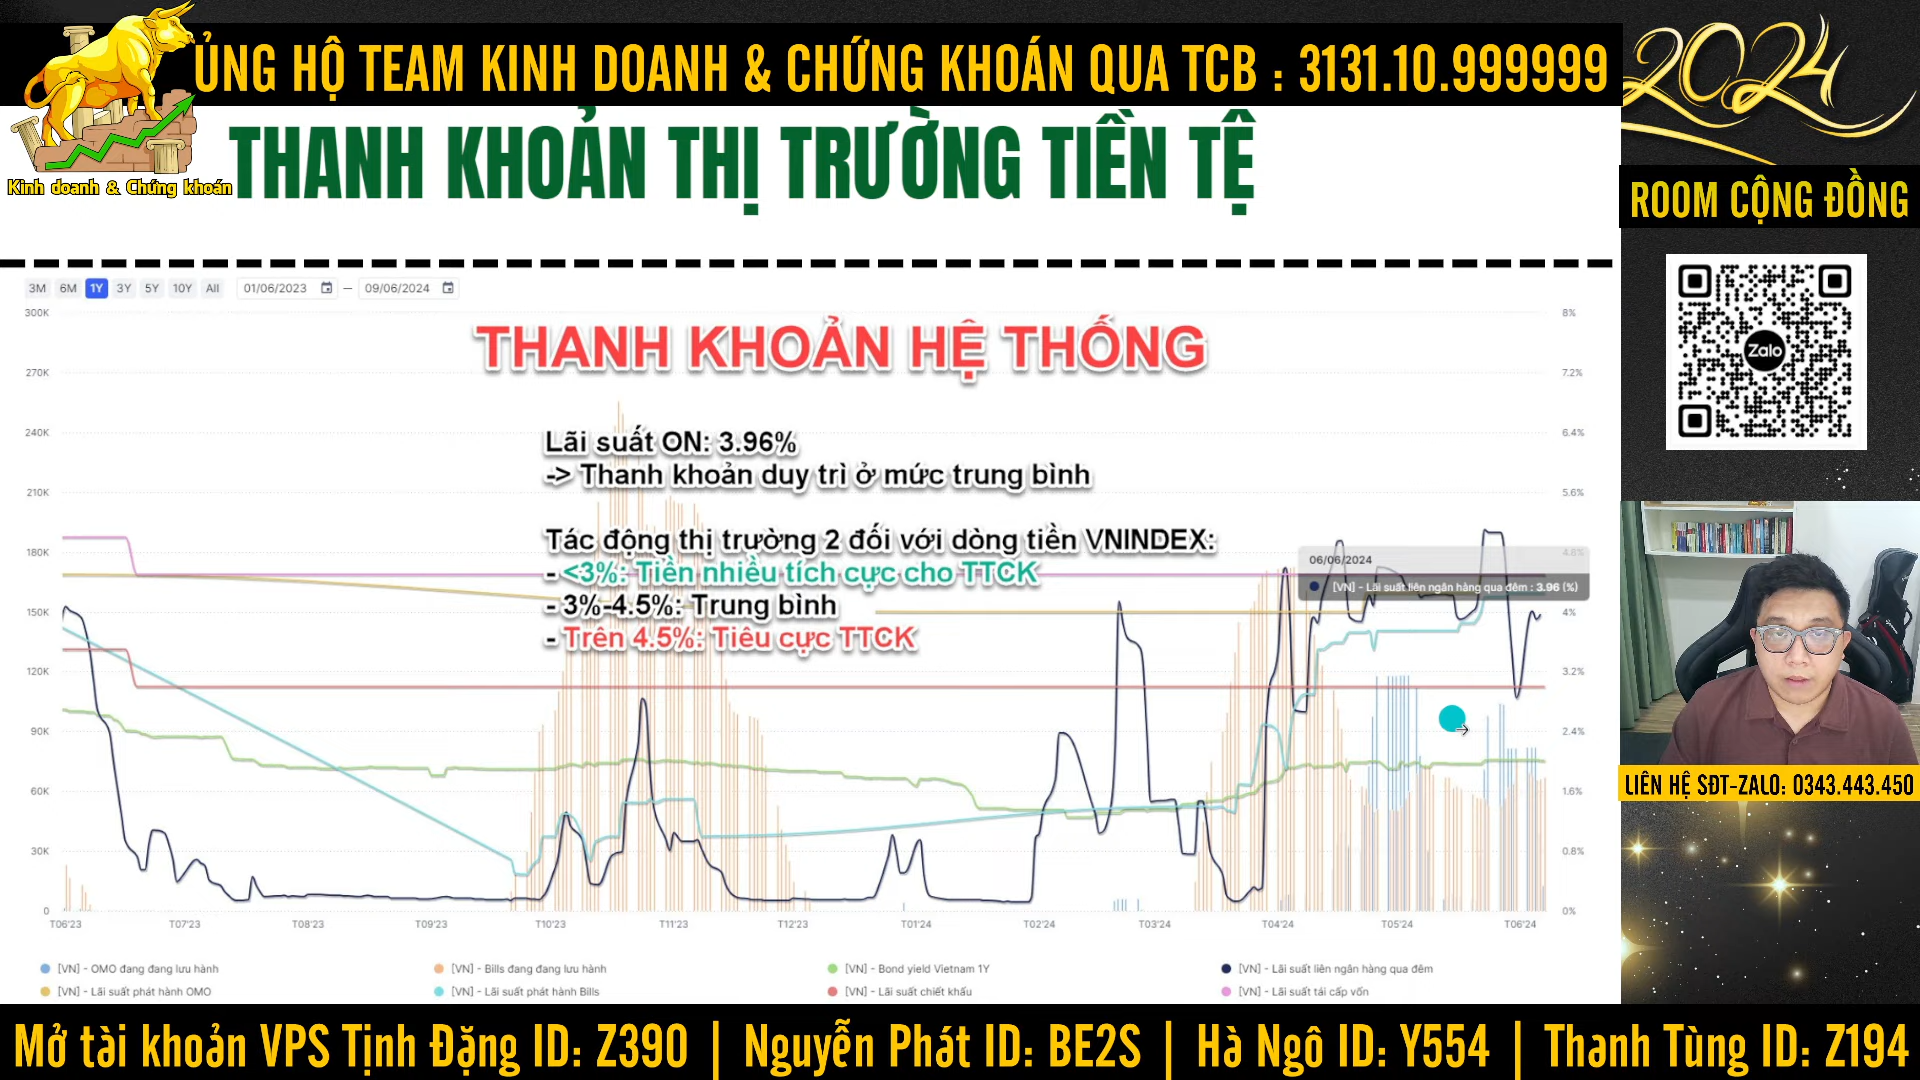 ỦNG HỘ TEAM KINH DOANH & CHỨNG KHOÁN QUA TCB : 3131.10.999999
2024
Kinh doanh & Chứng khoán
THANH KHOẢN THỊ TRƯỜNG TIỀN TỆ
ROOM CỘNG ĐỒNG
Zalo
3M 6M 1Y 3Y 5Y 10Y All 01/06/2023 — 09/06/2024
THANH KHOẢN HỆ THỐNG
Lãi suất ON: 3.96%
-> Thanh khoản duy trì ở mức trung bình
Tác động thị trường 2 đối với dòng tiền VNINDEX:
- <3%: Tiền nhiều tích cực cho TTCK
- 3%-4.5%: Trung bình
- Trên 4.5%: Tiêu cực TTCK
06/06/2024
[VN] - Lãi suất liên ngân hàng qua đêm : 3.96 (%)
300K
270K
240K
210K
180K
150K
120K
90K
60K
30K
0
8%
7.2%
6.4%
5.6%
4.8%
4%
3.2%
2.4%
1.6%
0.8%
0%
T06'23 T07'23 T08'23 T09'23 T10'23 T11'23 T12'23 T01'24 T02'24 T03'24 T04'24 T05'24 T06'24
[VN] - OMO đang đang lưu hành [VN] - Bills đang đang lưu hành [VN] - Bond yield Vietnam 1Y [VN] - Lãi suất liên ngân hàng qua đêm
[VN] - Lãi suất phát hành OMO [VN] - Lãi suất phát hành Bills [VN] - Lãi suất chiết khấu [VN] - Lãi suất tái cấp vốn
LIÊN HỆ SĐT-ZALO: 0343.443.450
Mở tài khoản VPS Tịnh Đặng ID: Z390 | Nguyễn Phát ID: BE2S | Hà Ngô ID: Y554 | Thanh Tùng ID: Z194